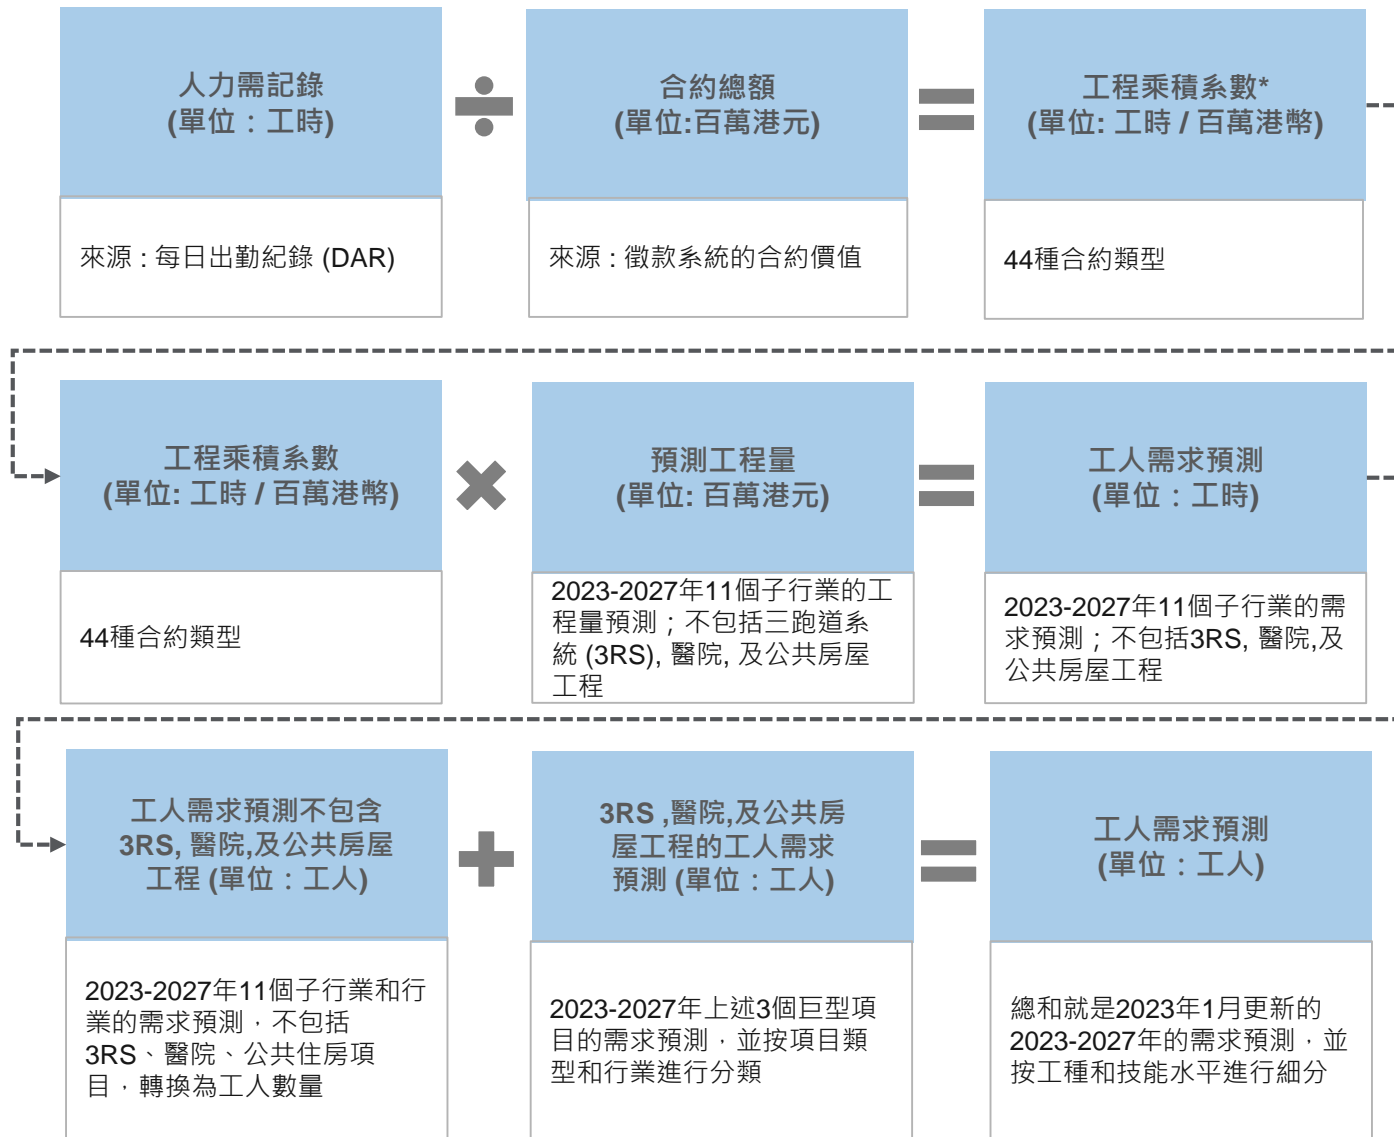 人力需記錄
(單位：工時)
合約總額
(單位:百萬港元)
工程乘積系數*
(單位: 工時 / 百萬港幣)
來源 : 每日出勤紀錄 (DAR)
來源 : 徵款系統的合約價值
44種合約類型
工程乘積系數
(單位: 工時 / 百萬港幣)
預測工程量
(單位: 百萬港元)
工人需求預測
(單位：工時)
44種合約類型
2023-2027年11個子行業的工
程量預測；不包括三跑道系
統 (3RS), 醫院, 及公共房屋
工程
2023-2027年11個子行業的需
求預測；不包括3RS, 醫院,及
公共房屋工程
工人需求預測不包含
3RS, 醫院,及公共房屋
工程 (單位：工人)
3RS ,醫院,及公共房
屋工程的工人需求
預測 (單位：工人)
工人需求預測
(單位：工人)
2023-2027年11個子行業和行
業的需求預測，不包括
3RS、醫院、公共住房項
目，轉換為工人數量
2023-2027年上述3個巨型項
目的需求預測，並按項目類
型和行業進行分類
總和就是2023年1月更新的
2023-2027年的需求預測，並
按工種和技能水平進行細分